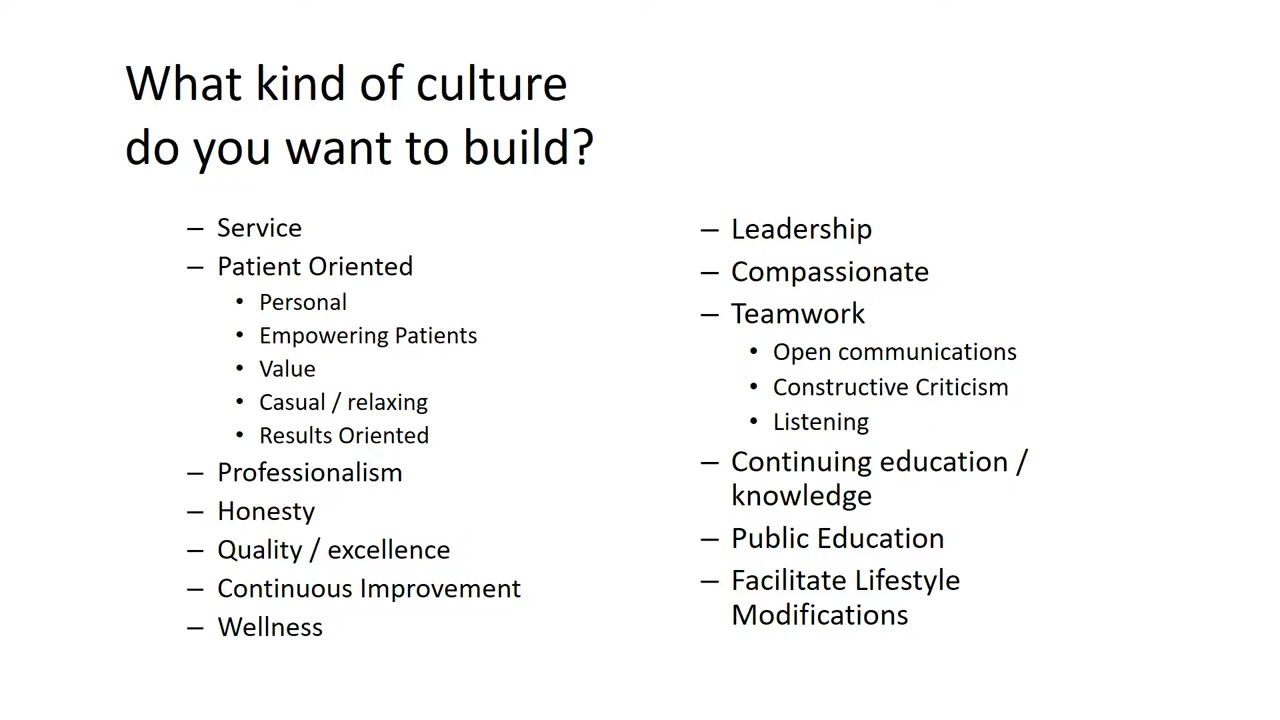 What kind of culture
do you want to build?
– Service
– Patient Oriented
• Personal
• Empowering Patients
• Value
• Casual / relaxing
• Results Oriented
– Professionalism
– Honesty
– Quality / excellence
– Continuous Improvement
– Wellness
– Leadership
– Compassionate
– Teamwork
• Open communications
• Constructive Criticism
• Listening
– Continuing education /
knowledge
– Public Education
– Facilitate Lifestyle
Modifications